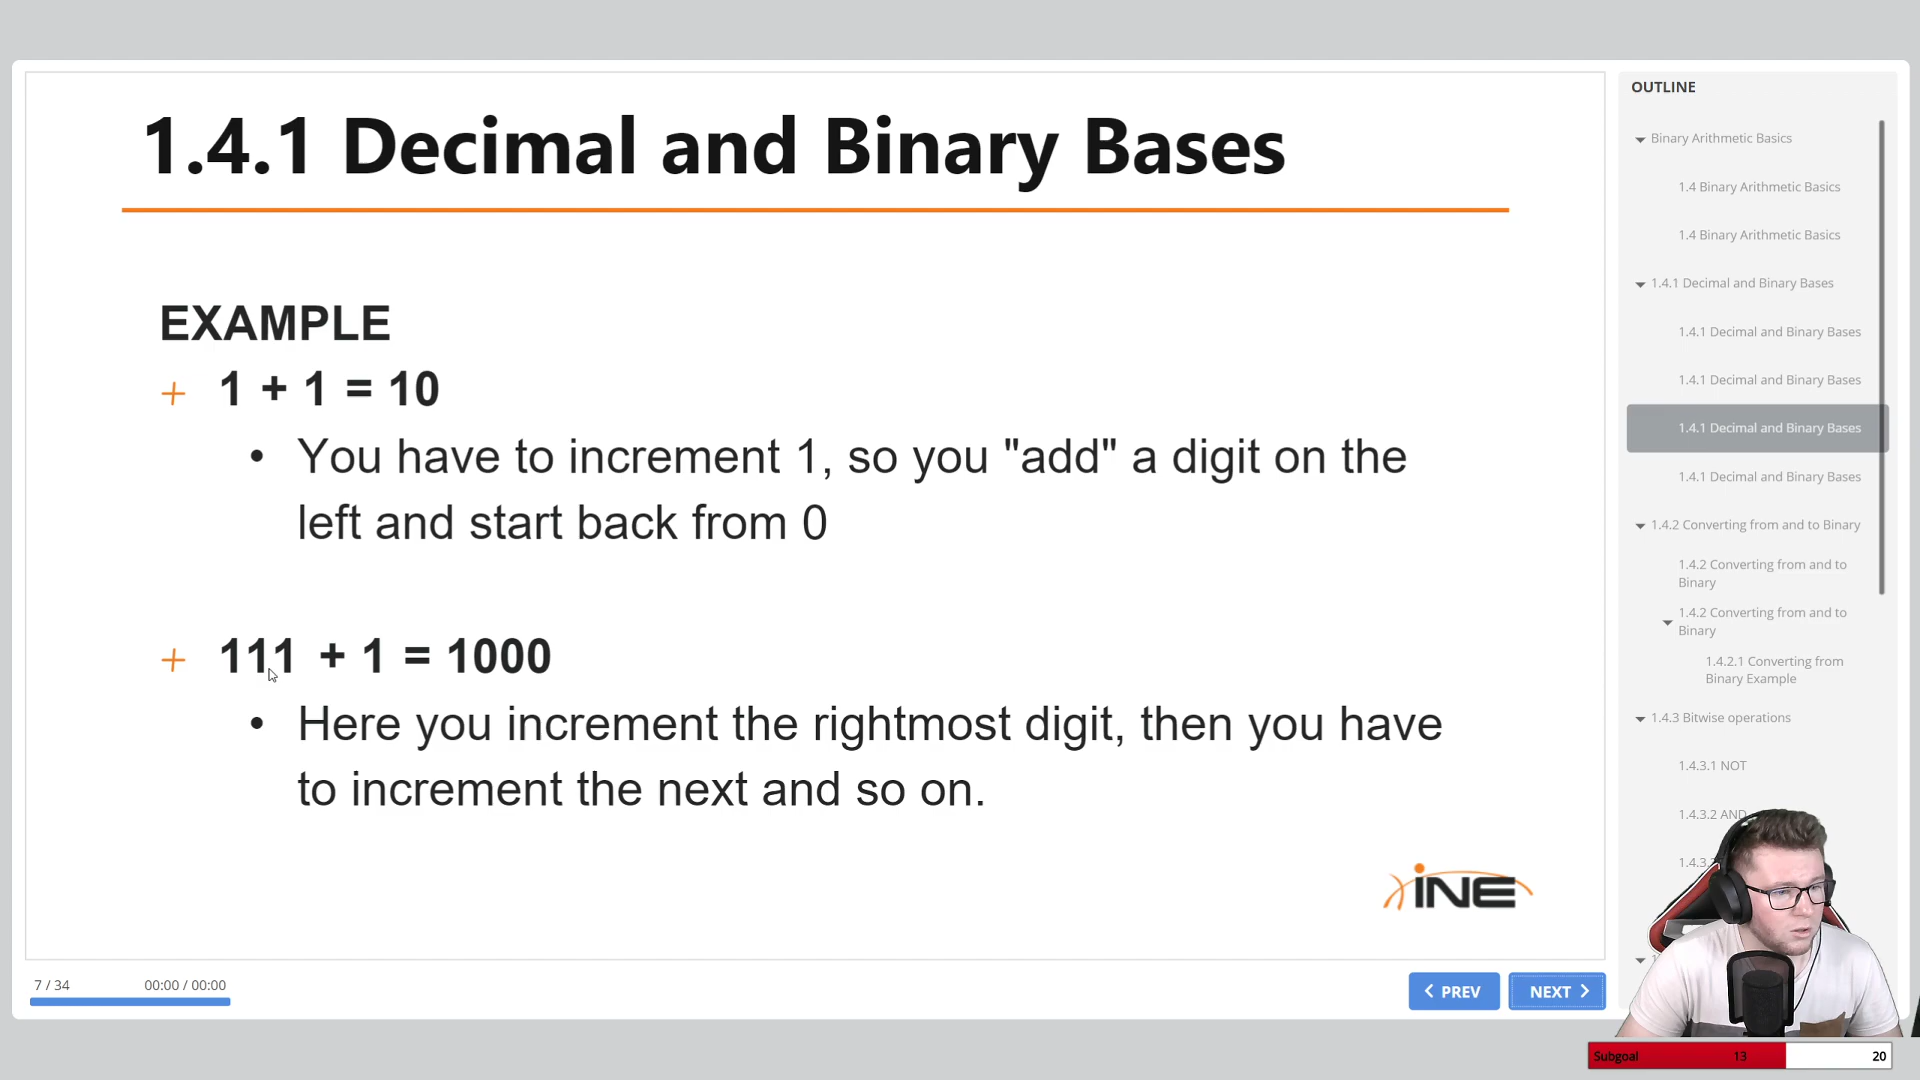 1.4.1 Decimal and Binary Bases
EXAMPLE
+ 1 + 1 = 10
• You have to increment 1, so you "add" a digit on the
left and start back from 0
+ 111 + 1 = 1000
• Here you increment the rightmost digit, then you have
to increment the next and so on.
iNE
7 / 34
00:00 / 00:00
PREV
NEXT
OUTLINE
Binary Arithmetic Basics
1.4 Binary Arithmetic Basics
1.4 Binary Arithmetic Basics
1.4.1 Decimal and Binary Bases
1.4.1 Decimal and Binary Bases
1.4.1 Decimal and Binary Bases
1.4.1 Decimal and Binary Bases
1.4.1 Decimal and Binary Bases
1.4.2 Converting from and to Binary
1.4.2 Converting from and to
Binary
1.4.2 Converting from and to
Binary
1.4.2.1 Converting from
Binary Example
1.4.3 Bitwise operations
1.4.3.1 NOT
1.4.3.2 AND
1.4.3
Subgoal 13 20